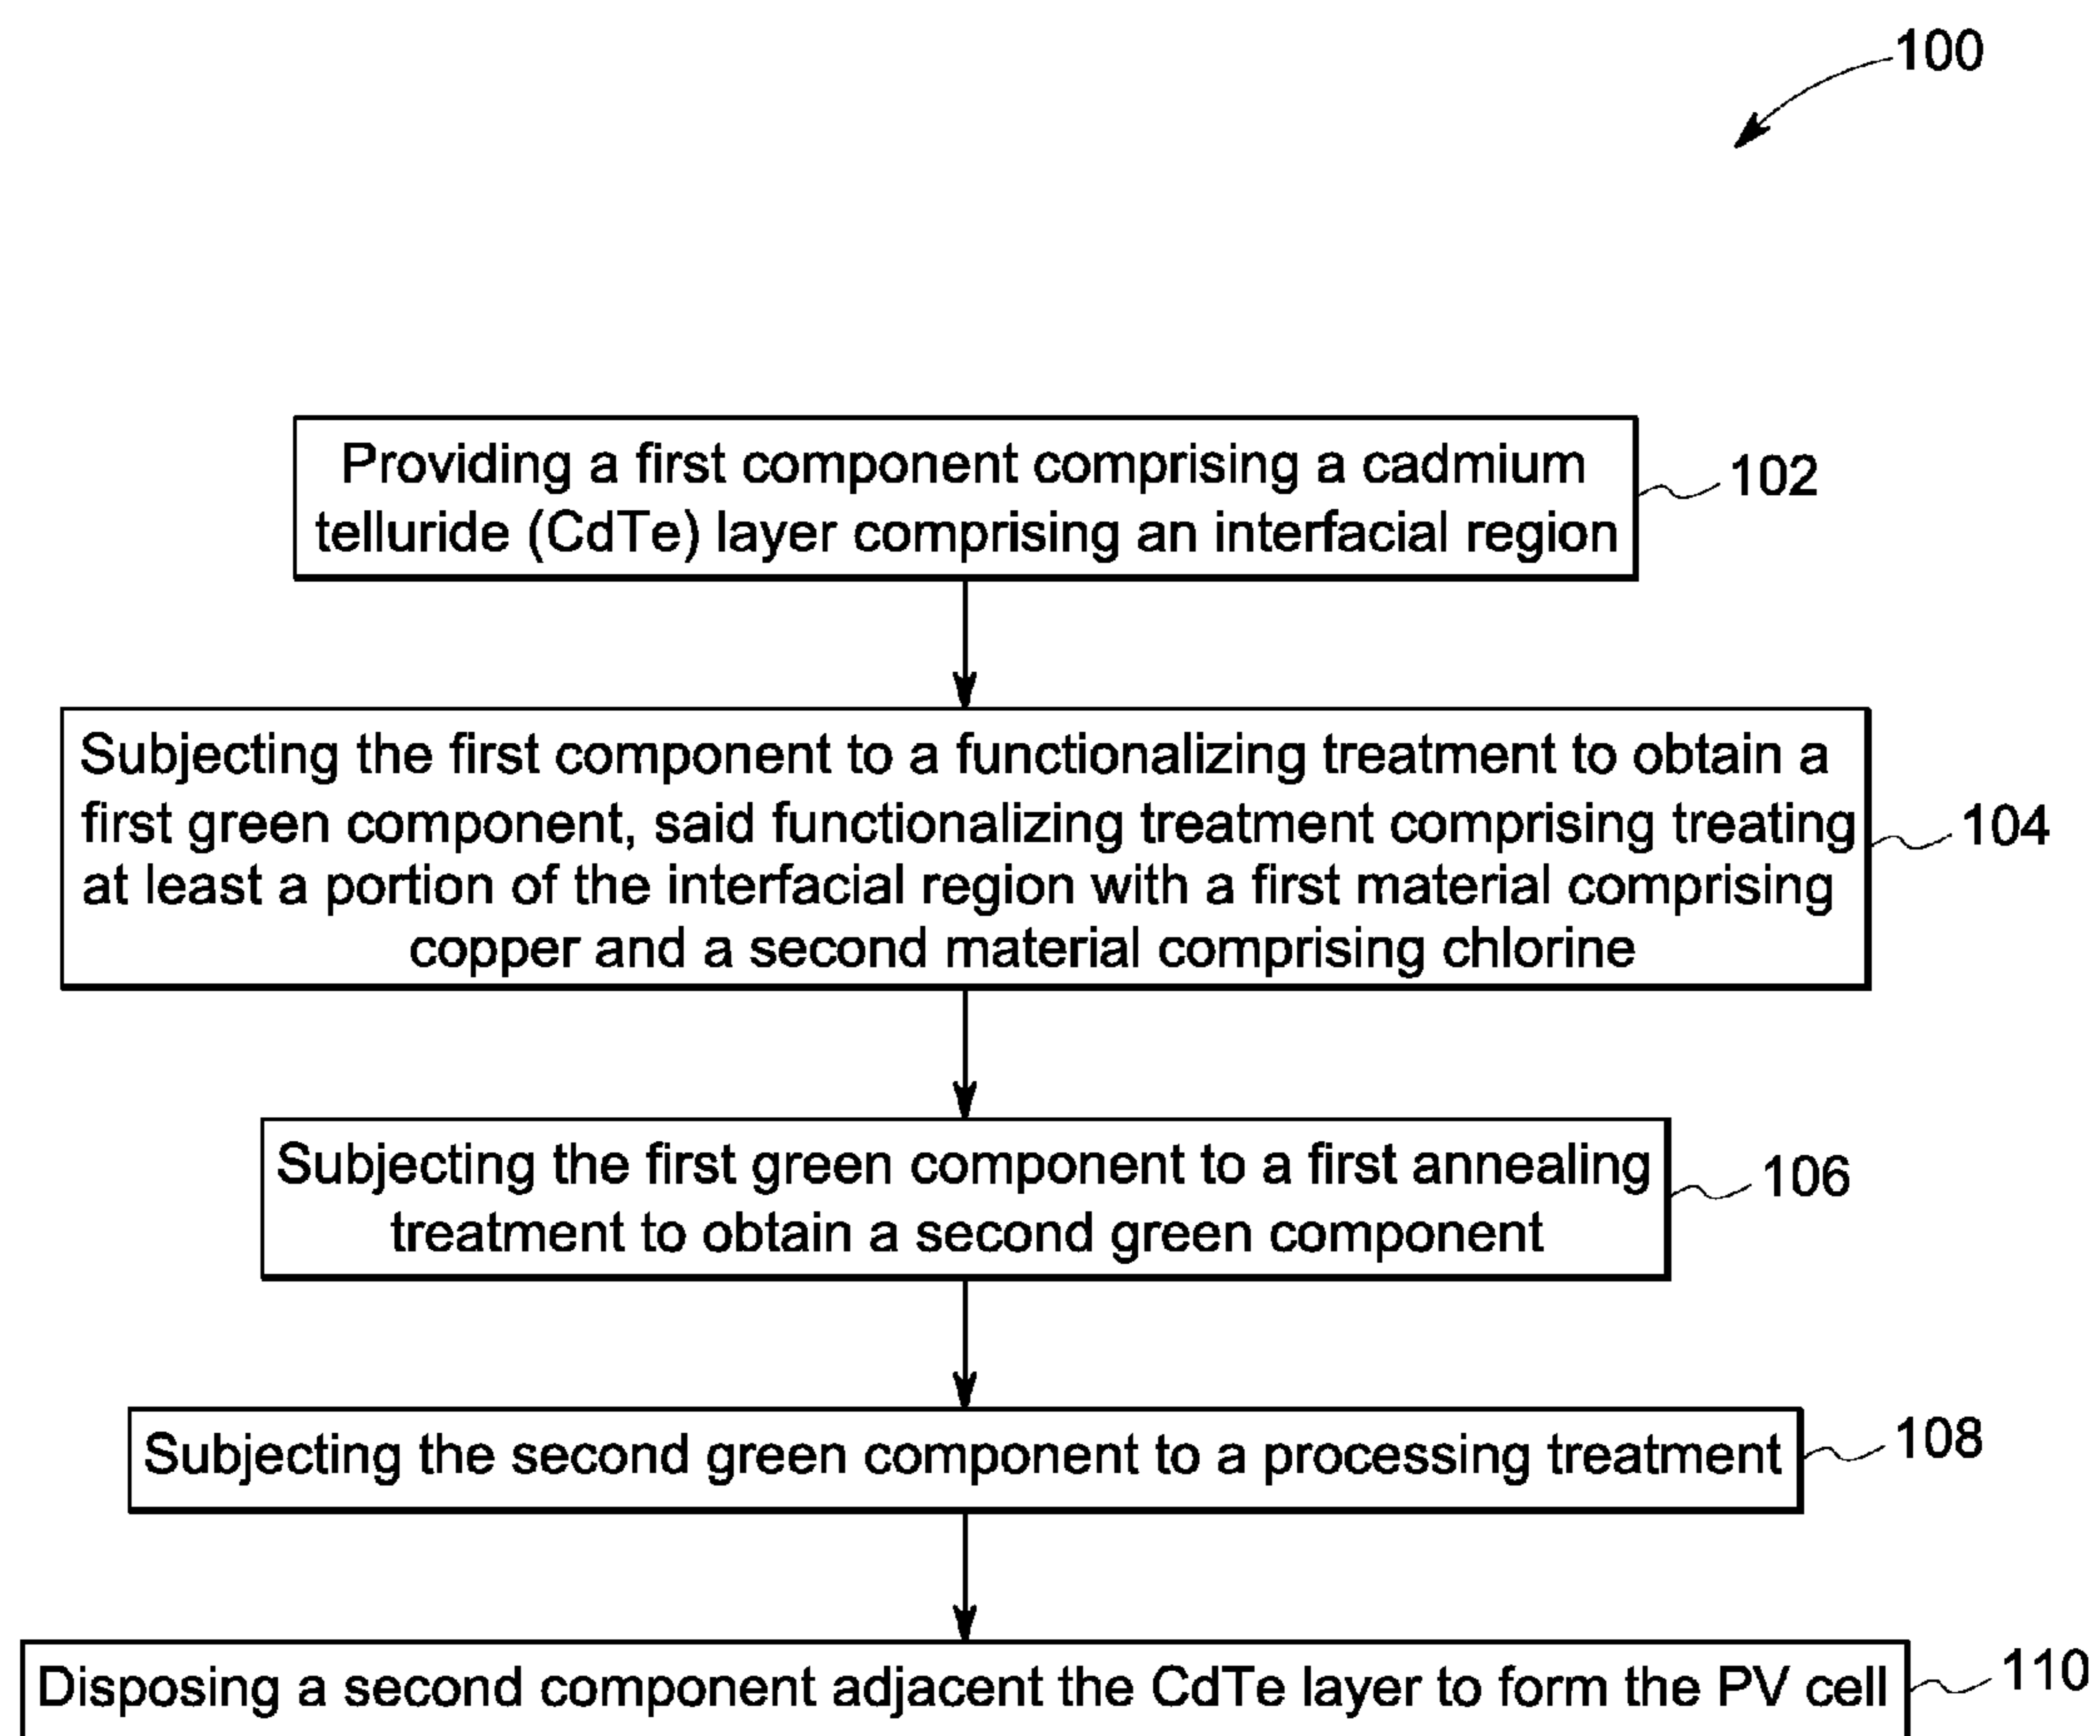 100
Providing a first component comprising a cadmium
telluride (CdTe) layer comprising an interfacial region
102
Subjecting the first component to a functionalizing treatment to obtain a
first green component, said functionalizing treatment comprising treating
at least a portion of the interfacial region with a first material comprising
copper and a second material comprising chlorine
104
Subjecting the first green component to a first annealing
treatment to obtain a second green component
106
Subjecting the second green component to a processing treatment
108
Disposing a second component adjacent the CdTe layer to form the PV cell
110